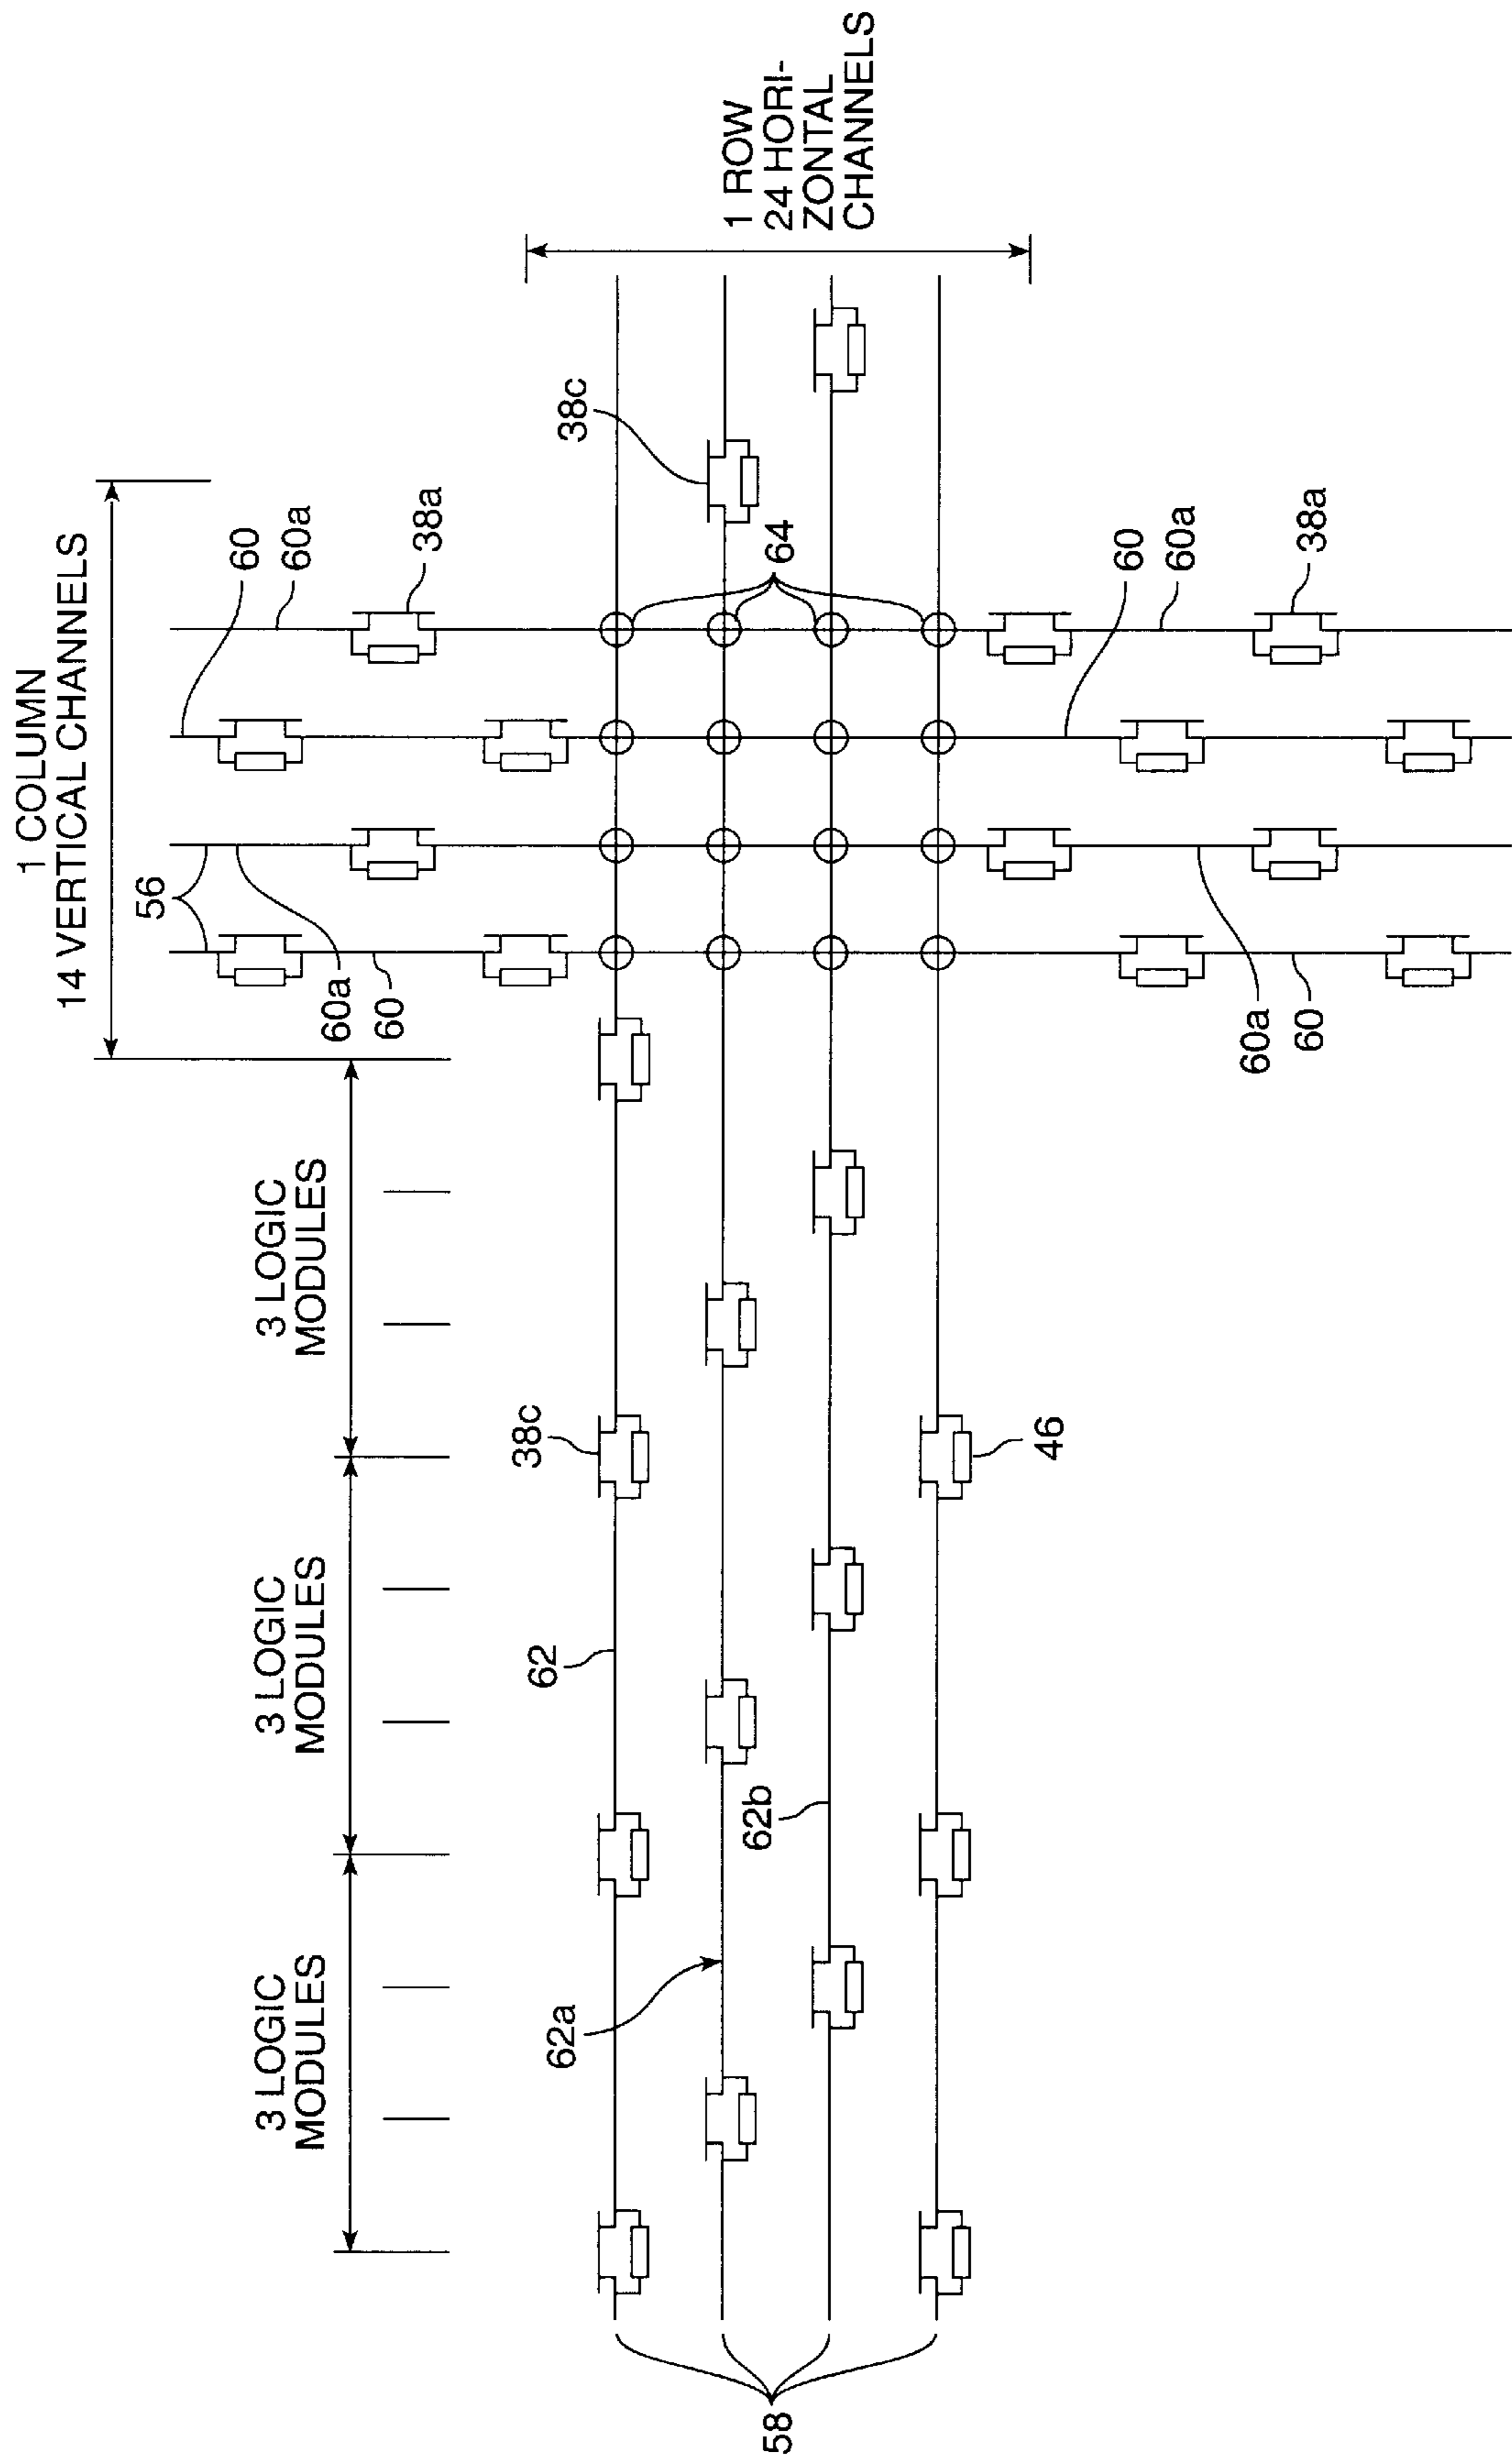 1 COLUMN
14 VERTICAL CHANNELS
56
60
60a
38a
60a
60
3 LOGIC
MODULES
3 LOGIC
MODULES
3 LOGIC
MODULES
38c
1 ROW
24 HORI-
ZONTAL
CHANNELS
64
38c
62
62a
62b
46
58
60
60a
38a
60a
60